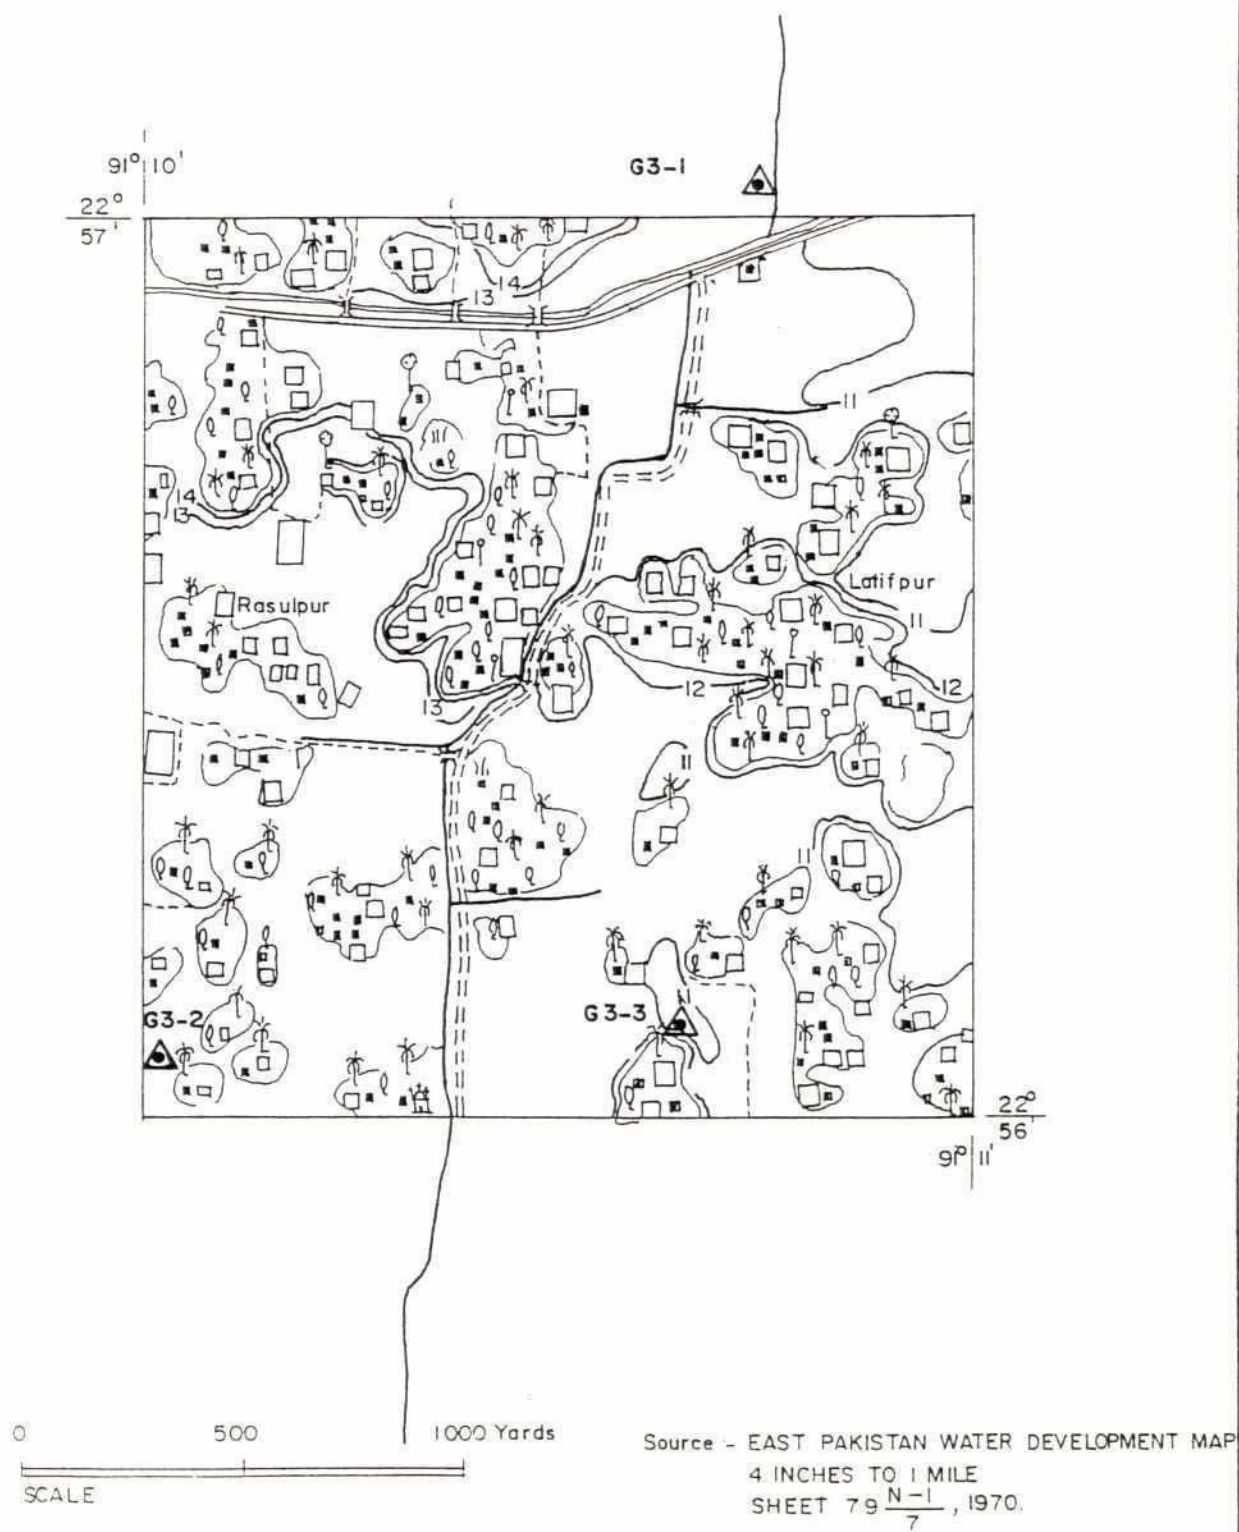 G3-1
91° 10'
22°
57'
14
13
11
14
13
Latifpur
Rasulpur
11
12
12
13
11
11
G3-2
G3-3
22°
56'
91° 11'
0 500 1000 Yards
SCALE
Source - EAST PAKISTAN WATER DEVELOPMENT MAP
4 INCHES TO 1 MILE
SHEET 79 N-1/7, 1970.